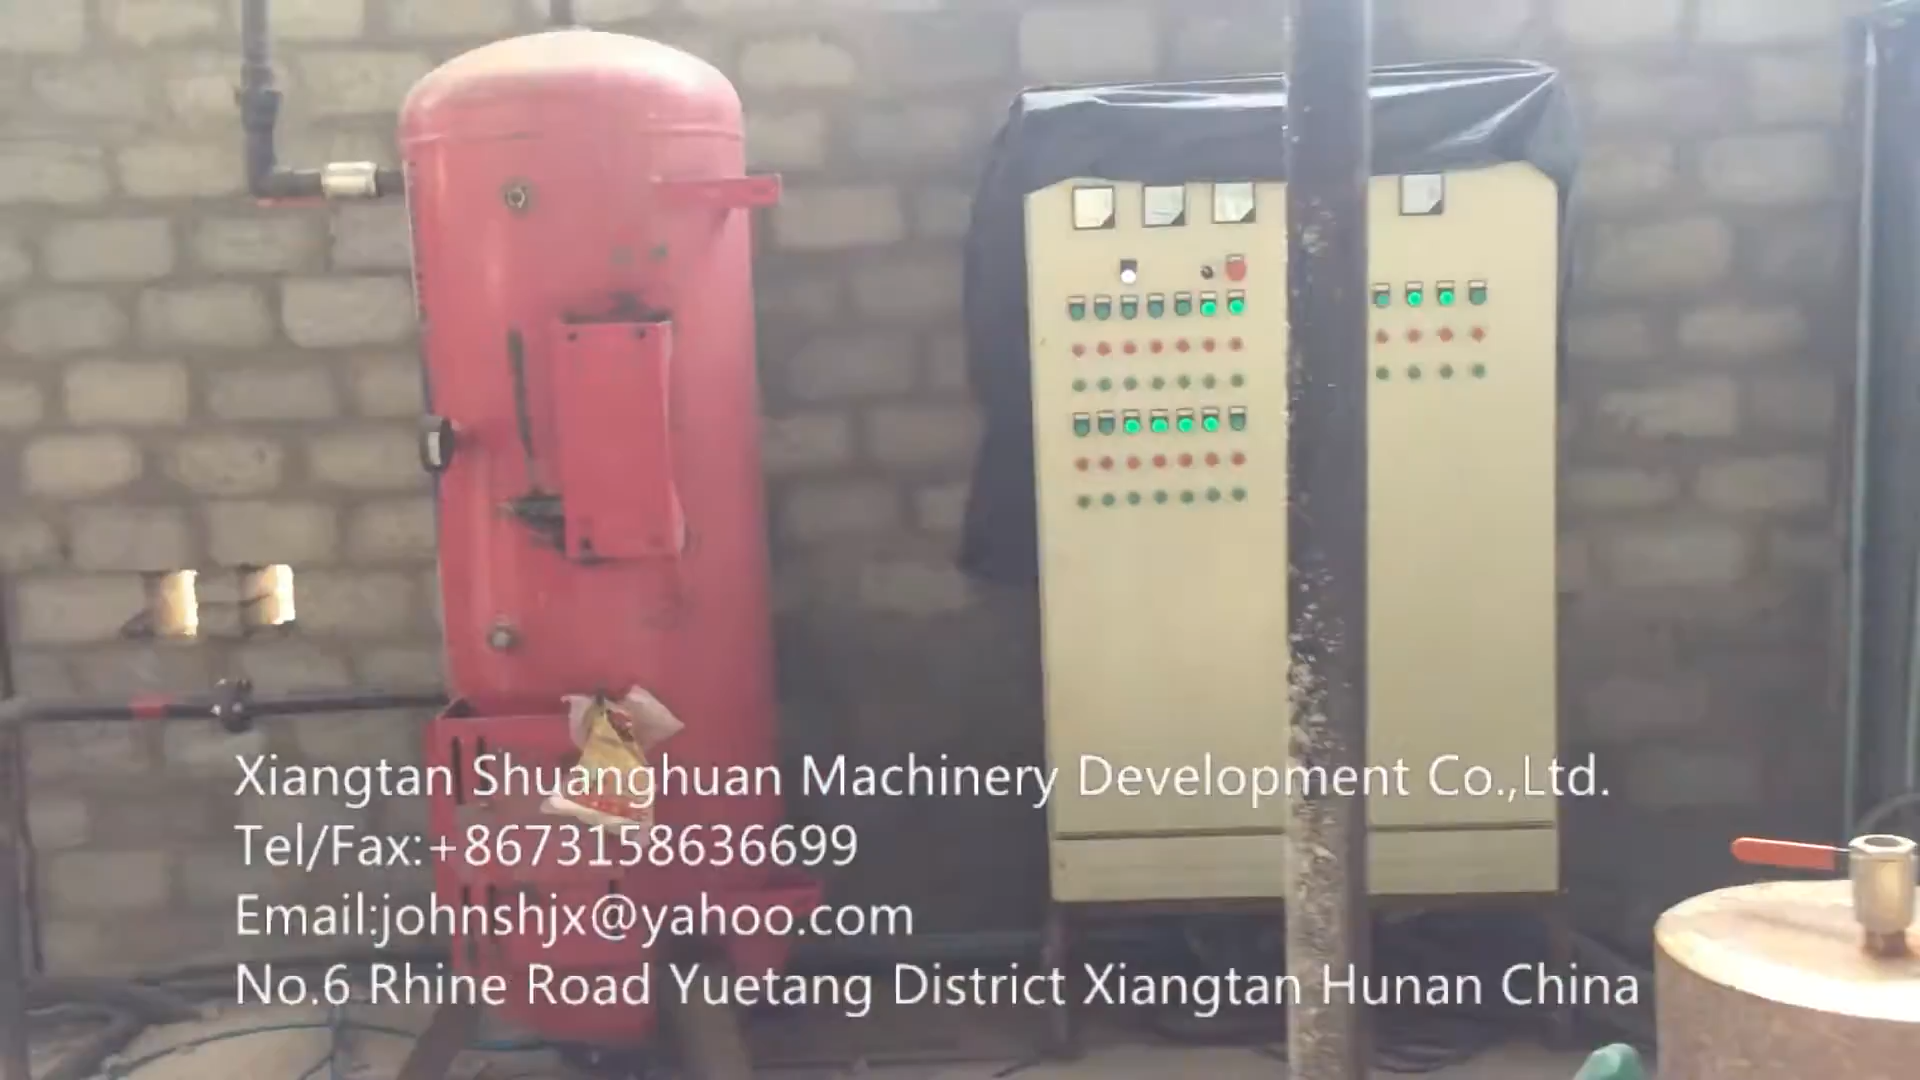 Xiangtan Shuanghuan Machinery Development Co.,Ltd.
Tel/Fax:+8673158636699
Email:johnshjx@yahoo.com
No.6 Rhine Road Yuetang District Xiangtan Hunan China